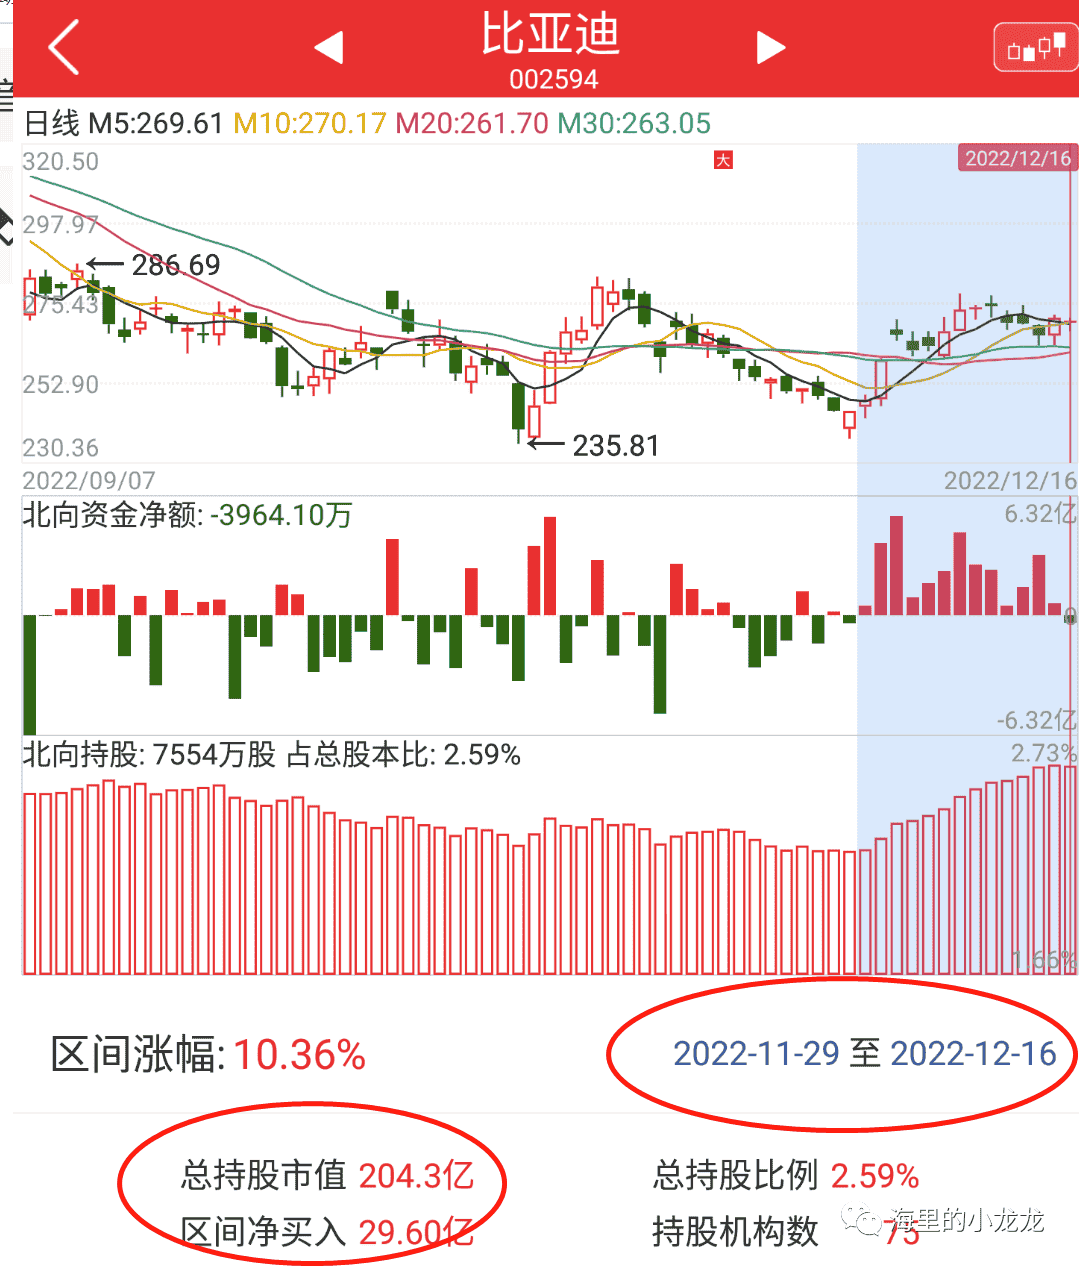 比亚迪
002594
日线 M5:269.61 M10:270.17 M20:261.70 M30:263.05
320.50
大
2022/12/16
297.97
286.69
275.43
252.90
235.81
230.36
2022/09/07
2022/12/16
北向资金净额: -3964.10万
6.32亿
0
-6.32亿
北向持股: 7554万股 占总股本比: 2.59%
2.73%
1.66%
区间涨幅: 10.36%
2022-11-29 至 2022-12-16
总持股市值 204.3亿
总持股比例 2.59%
区间净买入 29.60亿
持股机构数 75
海里的小龙龙